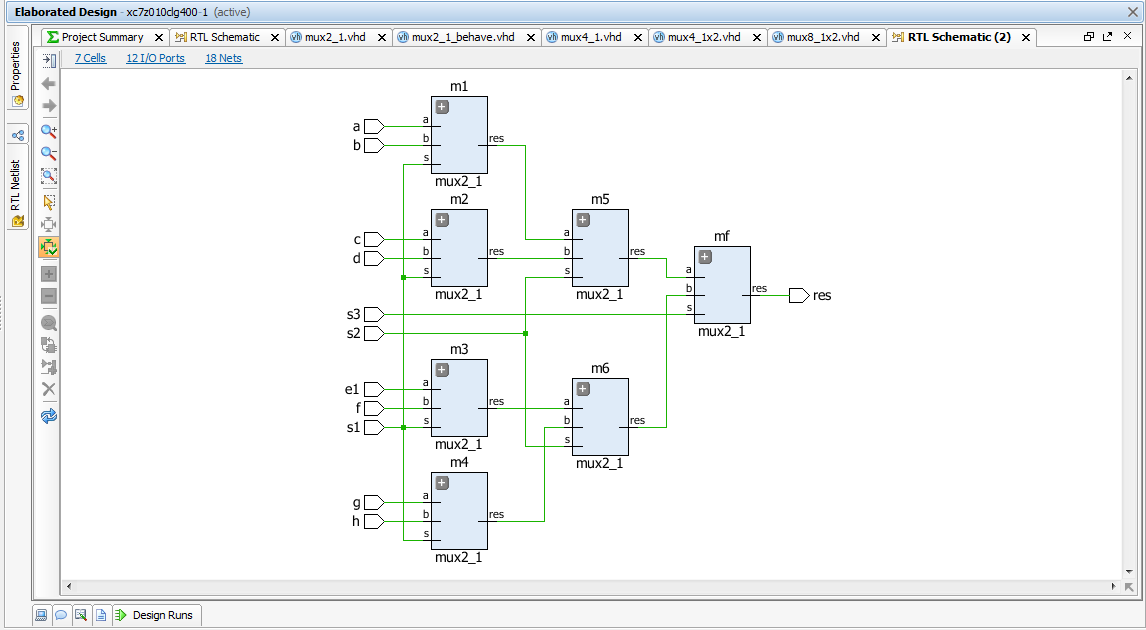 Elaborated Design - xc7z010clg400-1 (active)
Project Summary
RTL Schematic
mux2_1.vhd
mux2_1_behave.vhd
mux4_1.vhd
mux4_1x2.vhd
mux8_1x2.vhd
RTL Schematic (2)
Properties
RTL Netlist
7 Cells
12 I/O Ports
18 Nets
m1
a
a
b
b
s
res
mux2_1
m2
c
a
d
b
s
res
mux2_1
m5
a
b
s
res
mux2_1
mf
a
b
s
res
res
mux2_1
s3
s2
m3
e1
a
f
b
s1
s
res
mux2_1
m6
a
b
s
res
mux2_1
m4
g
a
h
b
s
res
mux2_1
Design Runs